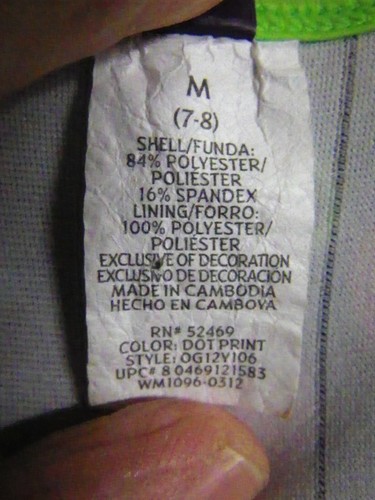 M
(7-8)
SHELL/FUNDA:
84% POLYESTER/
POLIESTER
16% SPANDEX
LINING/FORRO:
100% POLYESTER/
POLIÉSTER
EXCLUSIVE OF DECORATION
EXCLUSIVO DE DECORACION
MADE IN CAMBODIA
HECHO EN CAMBOYA
RN# 52469
COLOR: DOT PRINT
STYLE: OG12Y106
UPC# 8 0469121583
WM1096-0312